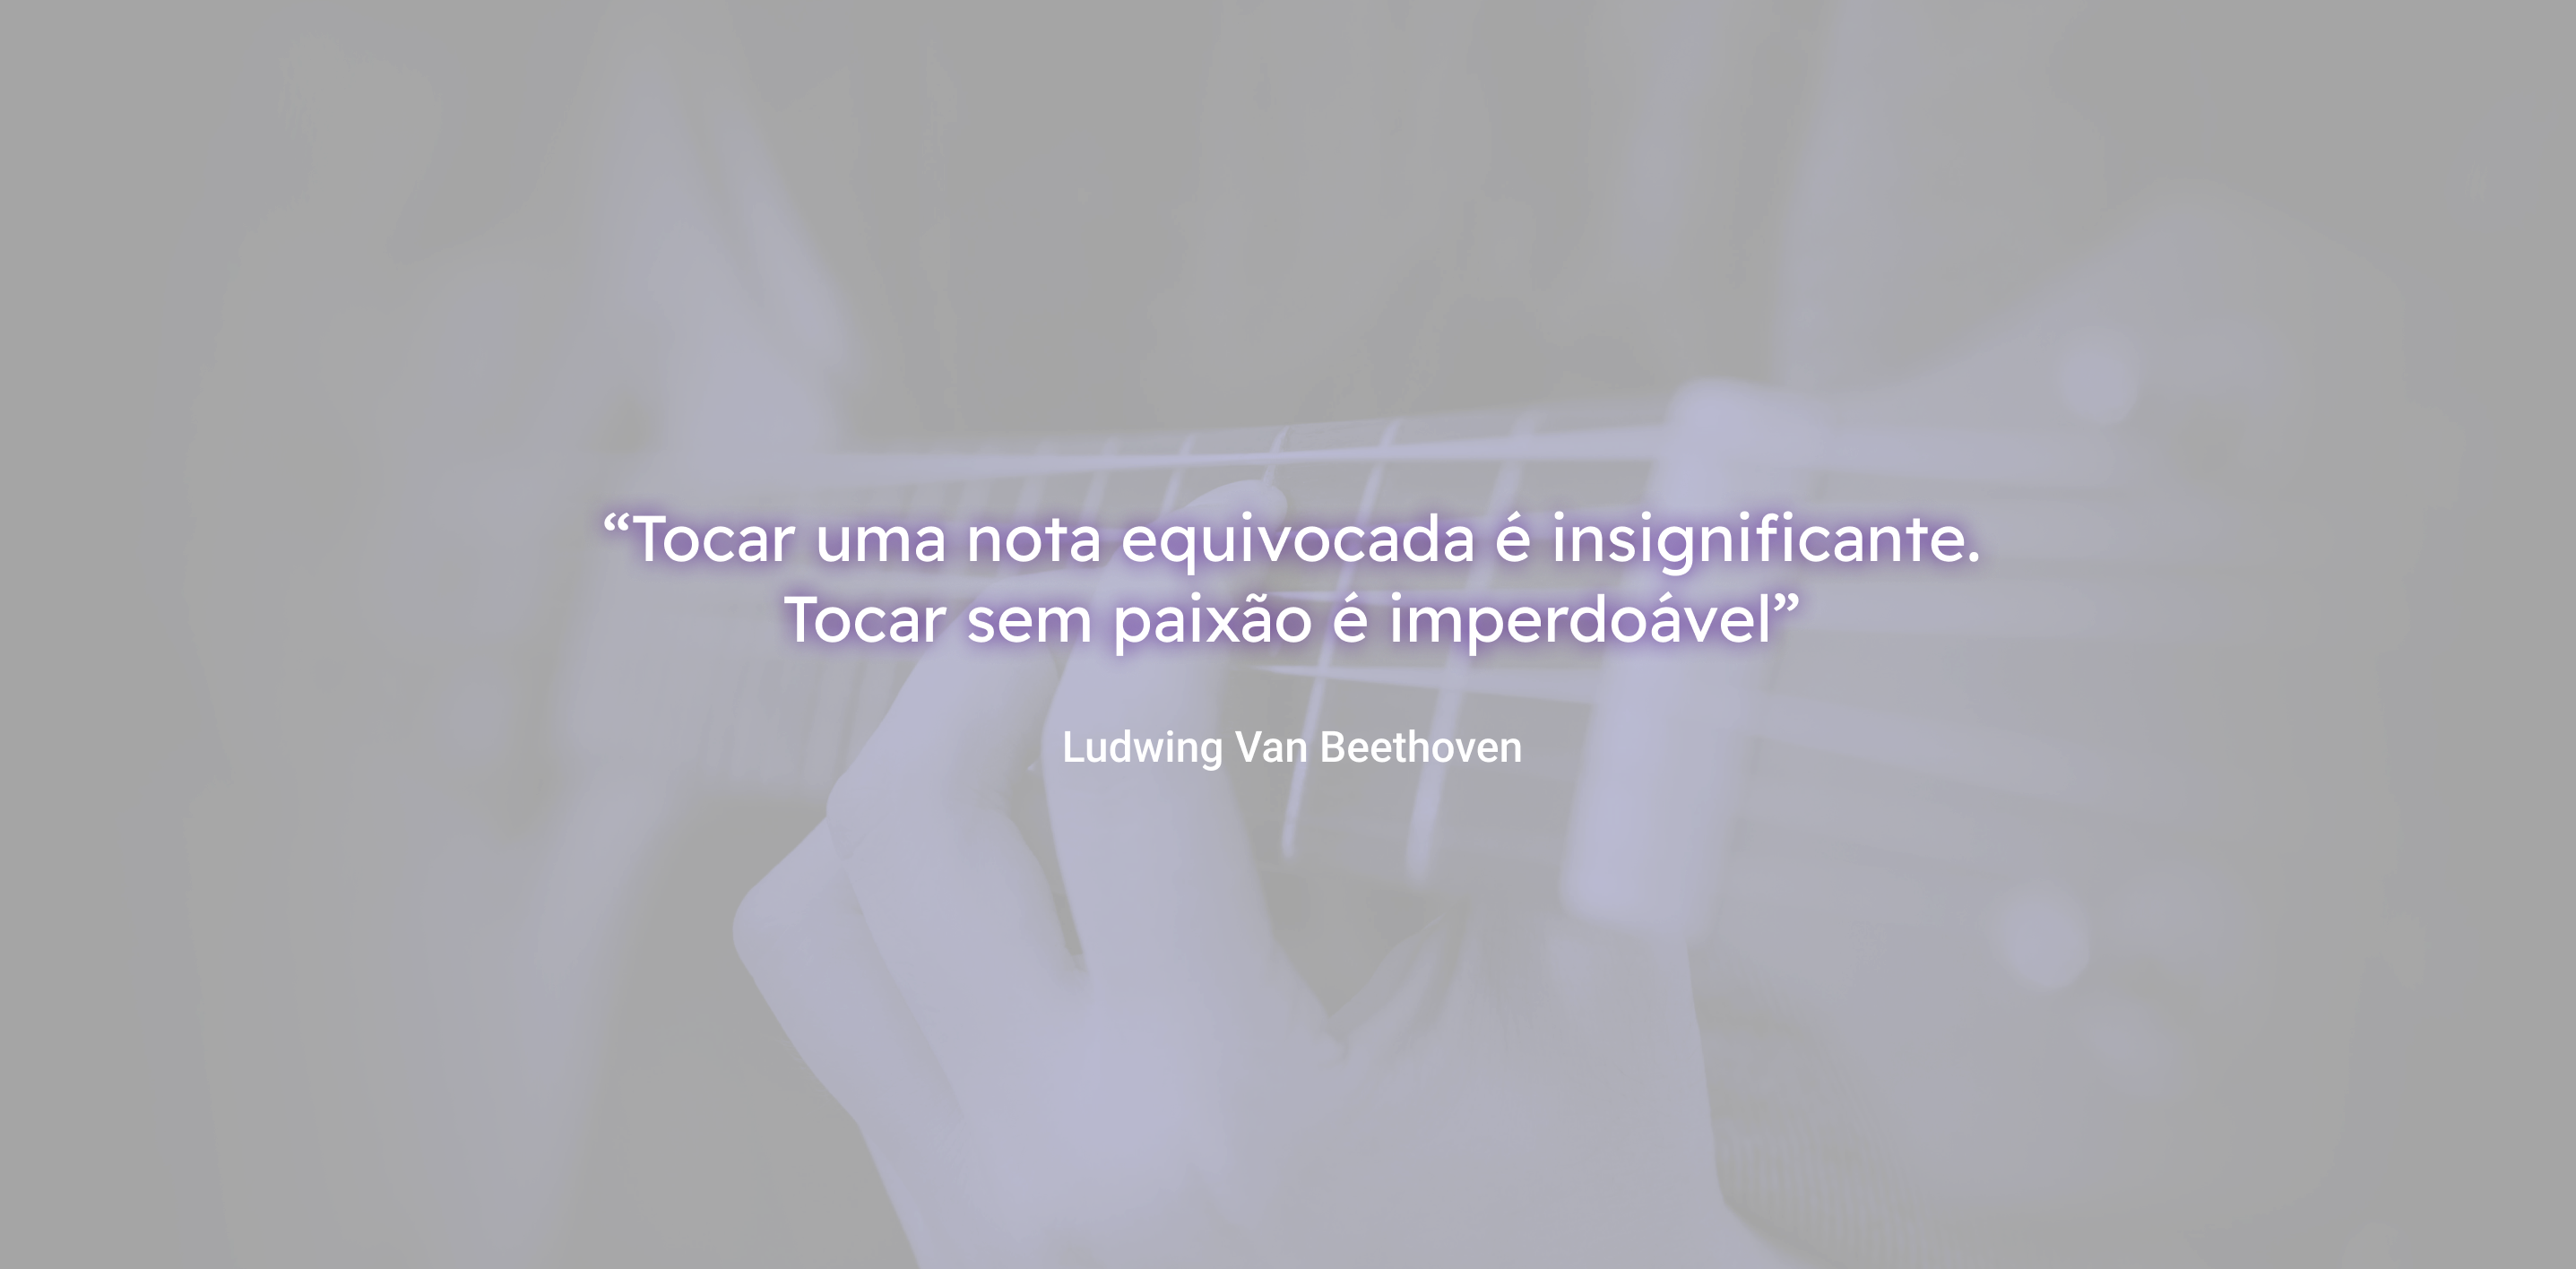 “Tocar uma nota equivocada é insignificante.
Tocar sem paixão é imperdoável”
Ludwing Van Beethoven